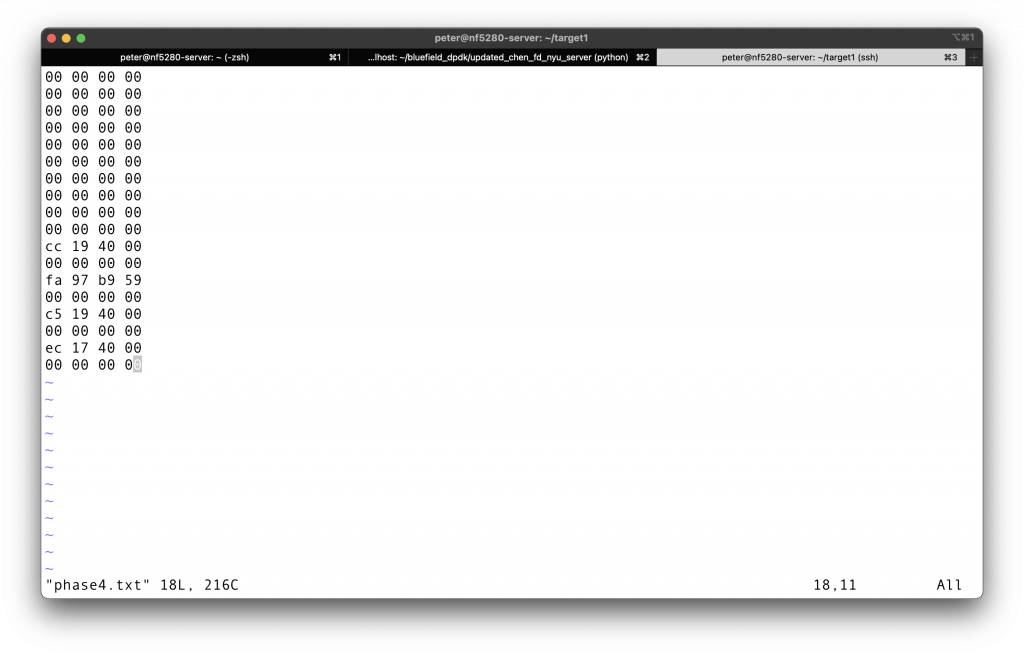 peter@nf5280-server: ~/target1
⌥⌘1
peter@nf5280-server: ~ (-zsh) ⌘1
...lhost: ~/bluefield_dpdk/updated_chen_fd_nyu_server (python) ⌘2
peter@nf5280-server: ~/target1 (ssh) ⌘3
+
00 00 00 00
00 00 00 00
00 00 00 00
00 00 00 00
00 00 00 00
00 00 00 00
00 00 00 00
00 00 00 00
00 00 00 00
00 00 00 00
cc 19 40 00
00 00 00 00
fa 97 b9 59
00 00 00 00
c5 19 40 00
00 00 00 00
ec 17 40 00
00 00 00 00
~
~
~
~
~
~
~
~
~
~
~
~
"phase4.txt" 18L, 216C 18,11 All